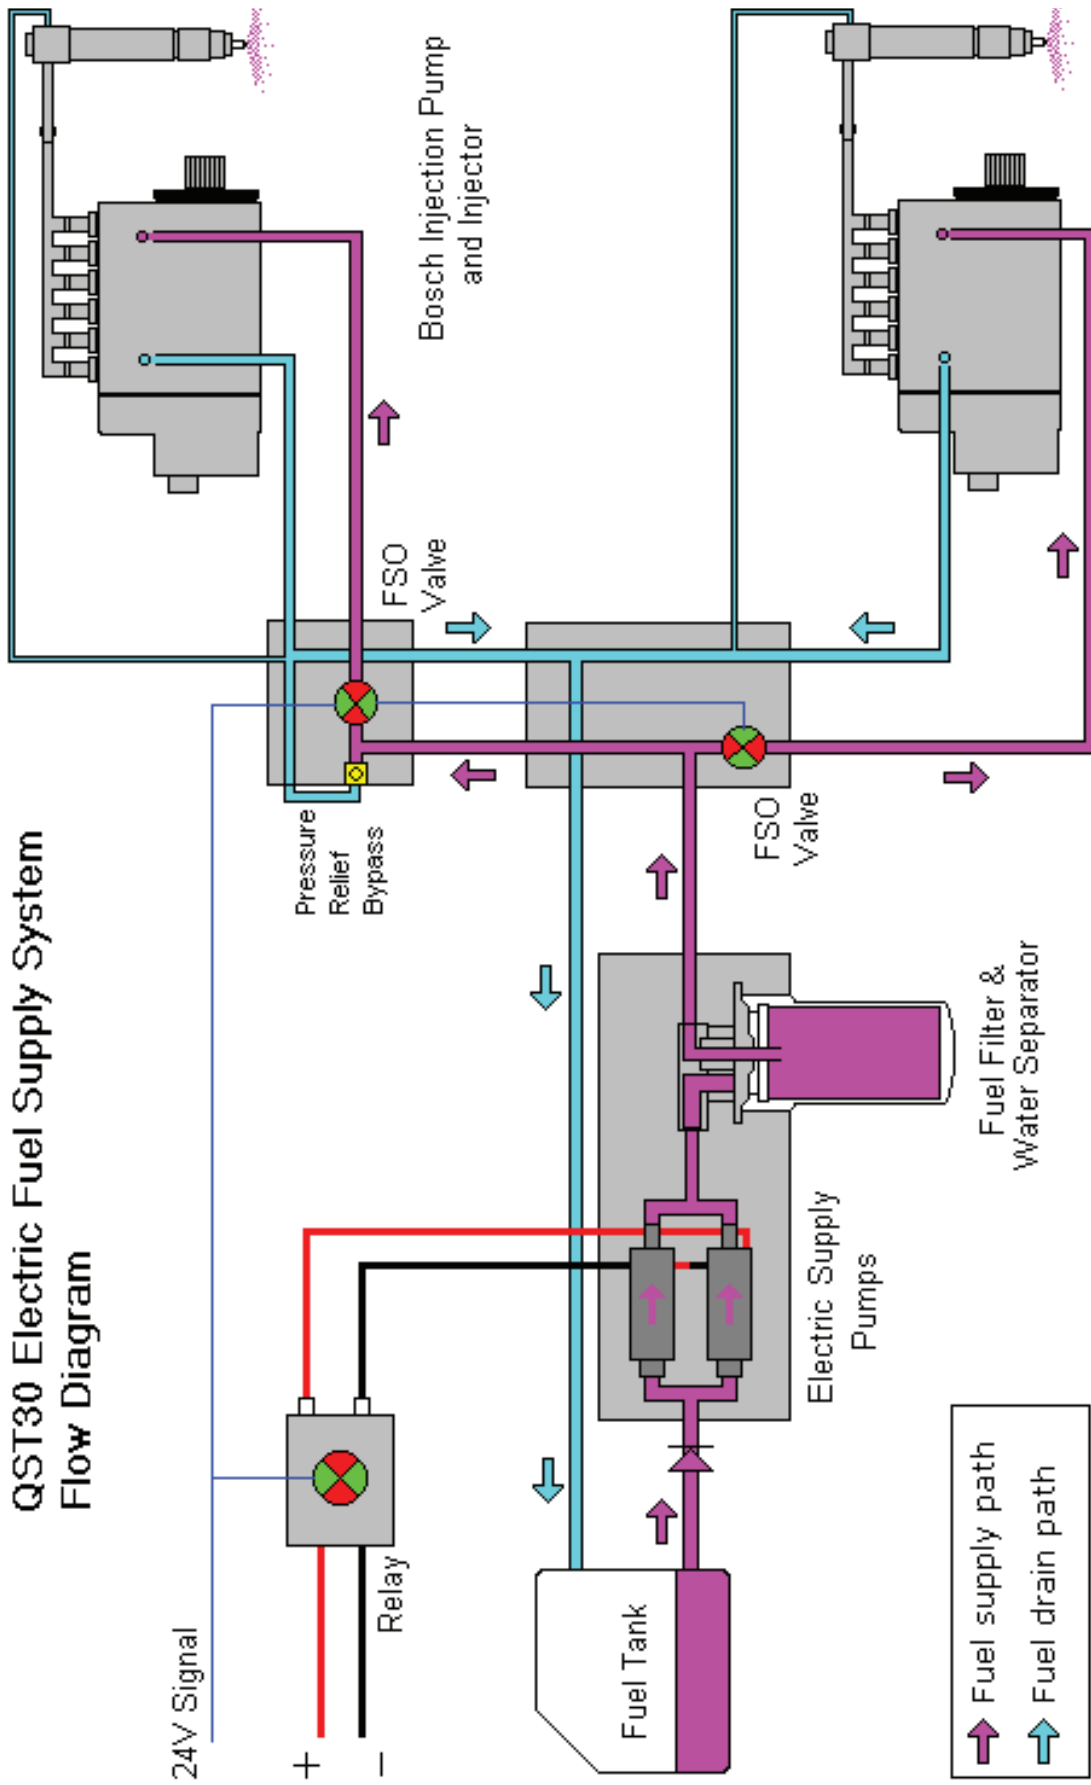 QST30 Electric Fuel Supply System
Flow Diagram
24V Signal
+
−
Relay
Pressure
Relief
Bypass
FSO
Valve
Bosch Injection Pump
and Injector
Fuel Tank
Electric Supply
Pumps
Fuel Filter &
Water Separator
FSO
Valve
Fuel supply path
Fuel drain path